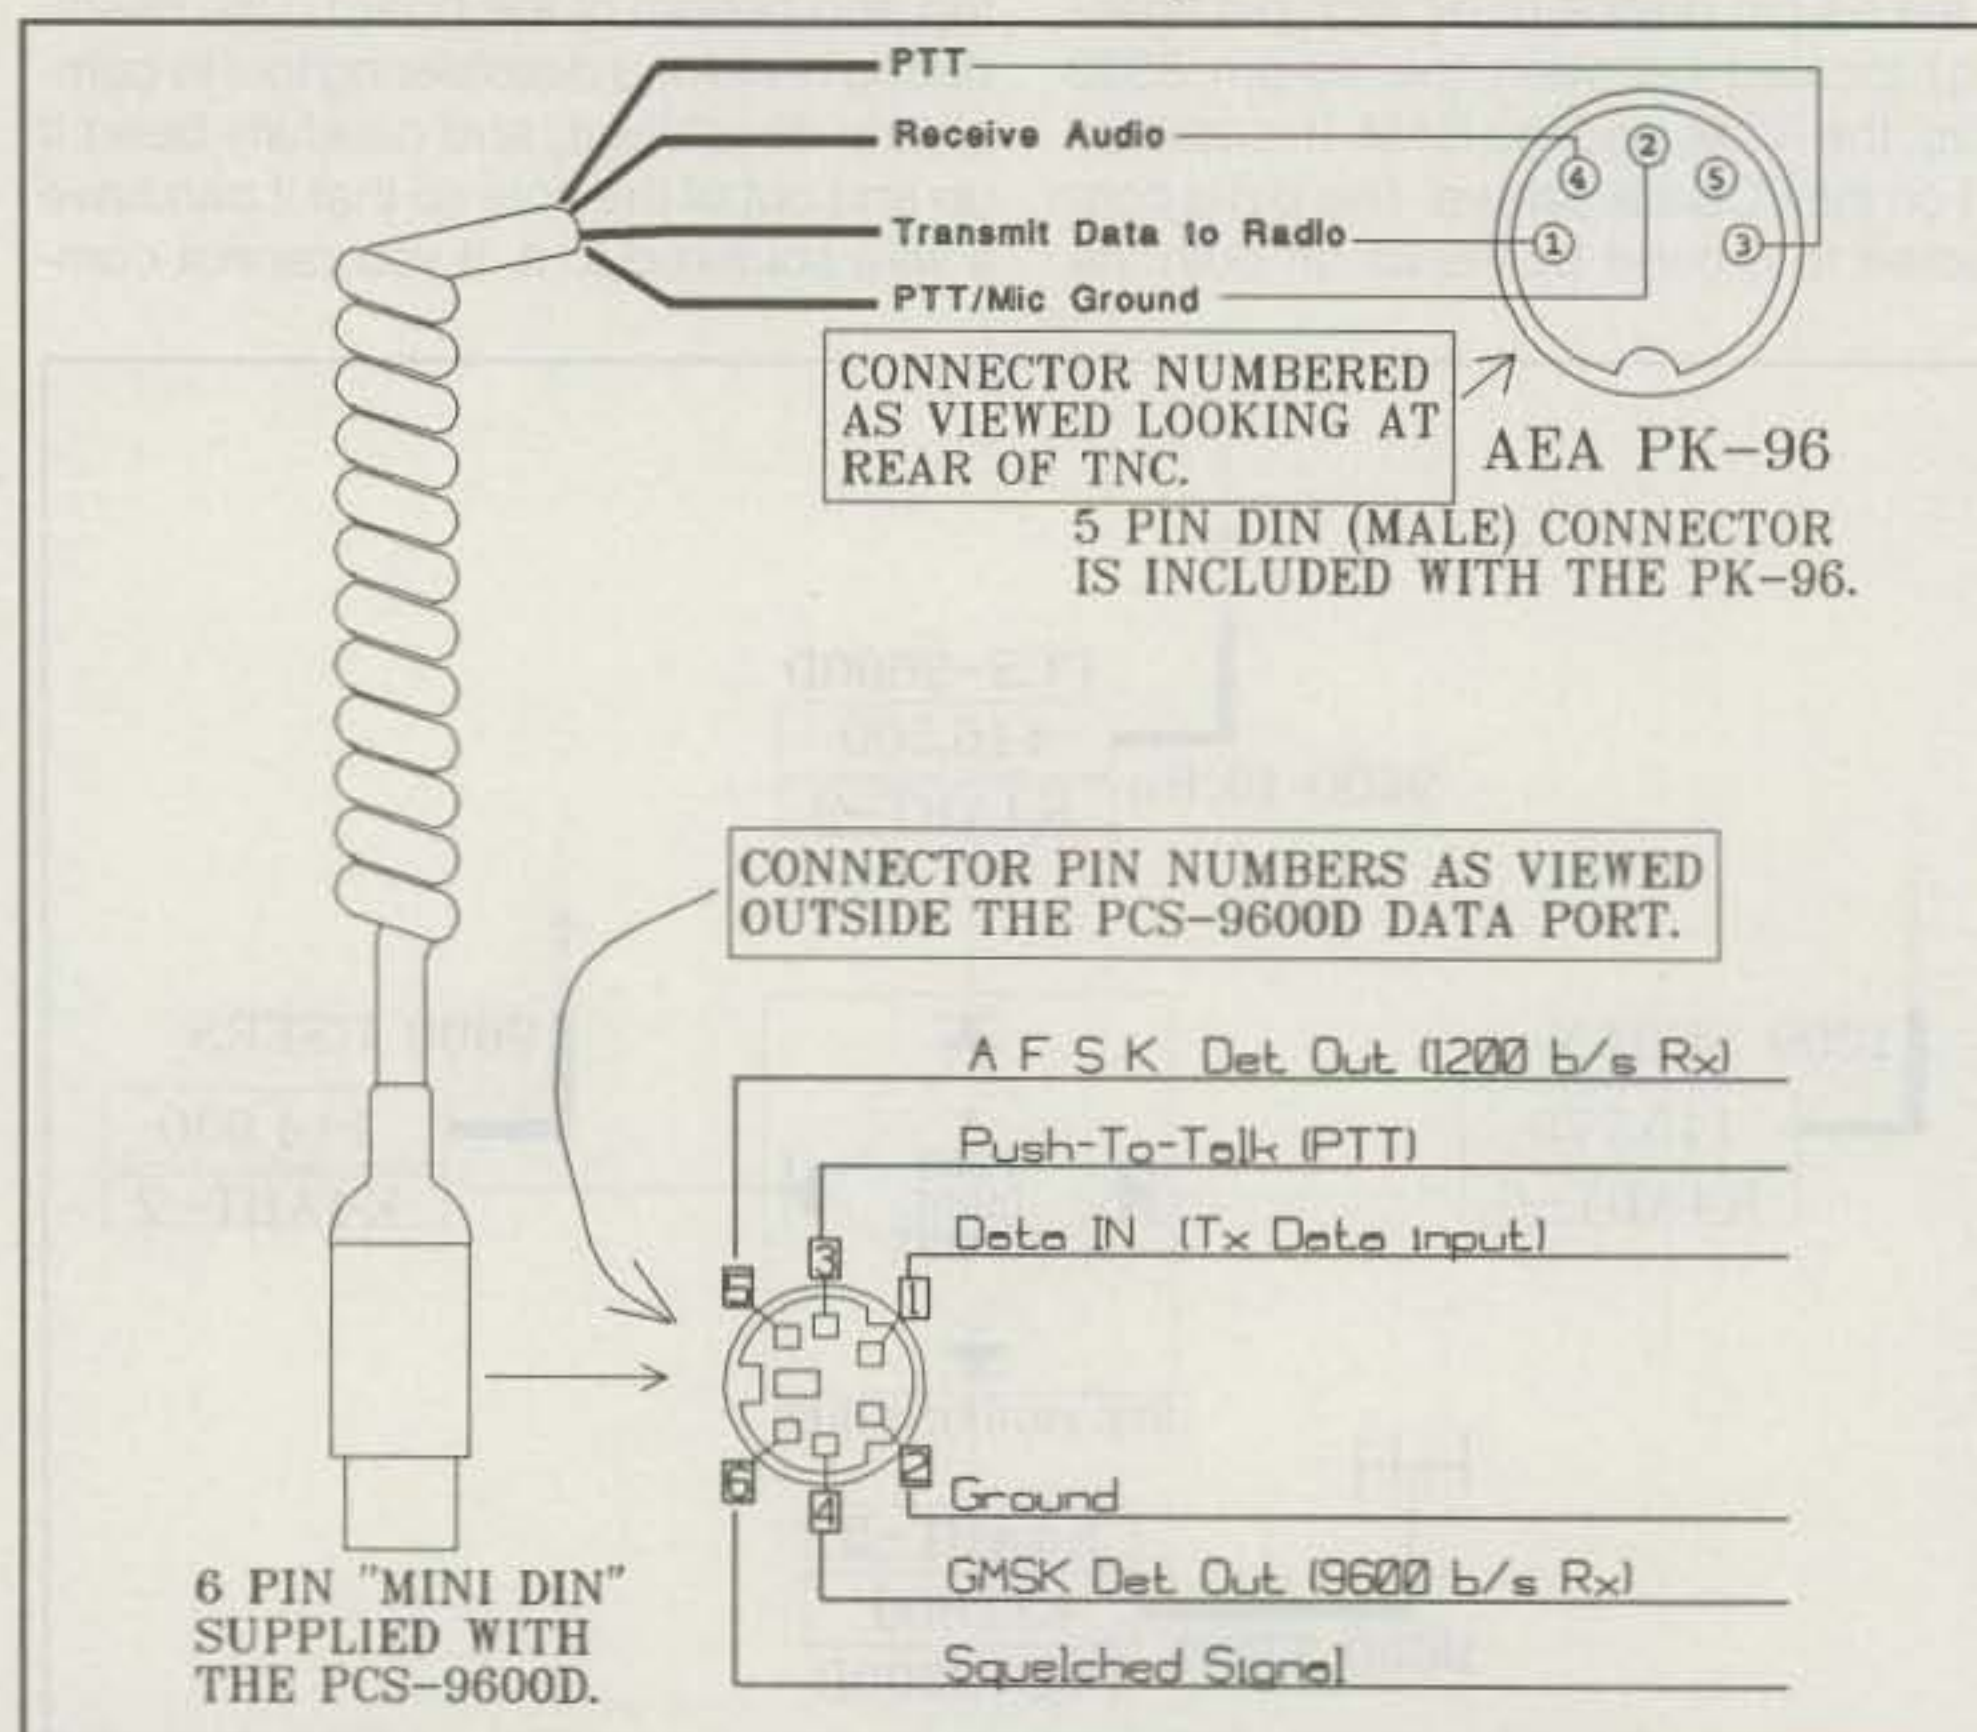 PTT
Receive Audio
Transmit Data to Radio
PTT/Mic Ground
4
2
5
1
3
CONNECTOR NUMBERED
AS VIEWED LOOKING AT
REAR OF TNC.
AEA PK-96
5 PIN DIN (MALE) CONNECTOR
IS INCLUDED WITH THE PK-96.
CONNECTOR PIN NUMBERS AS VIEWED
OUTSIDE THE PCS-9600D DATA PORT.
A F S K Det Out (1200 b/s Rx)
Push-To-Talk (PTT)
Data IN (Tx Data input)
5
3
1
6
4
2
Ground
GMSK Det Out (9600 b/s Rx)
Squelched Signal
6 PIN "MINI DIN"
SUPPLIED WITH
THE PCS-9600D.